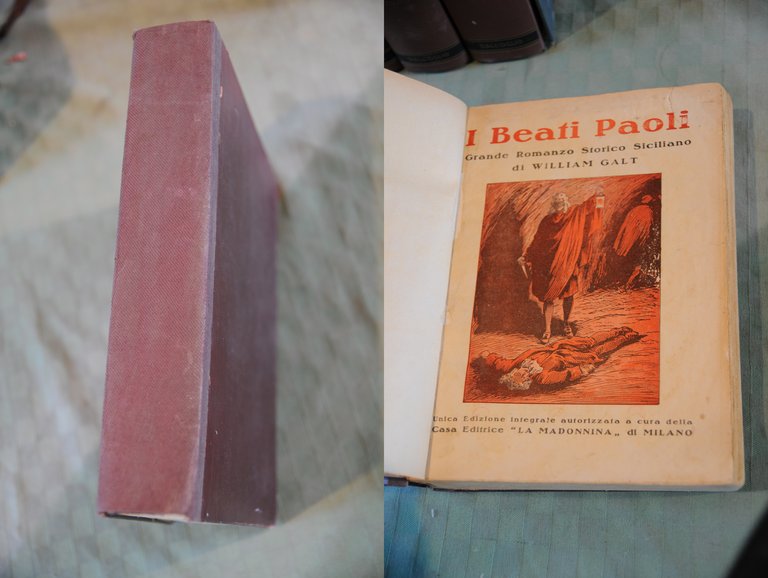 I Beati Paoli
Grande Romanzo Storico Siciliano
di WILLIAM GALT
Unica Edizione integrale autorizzata a cura della
Casa Editrice "LA MADONNINA„ di MILANO